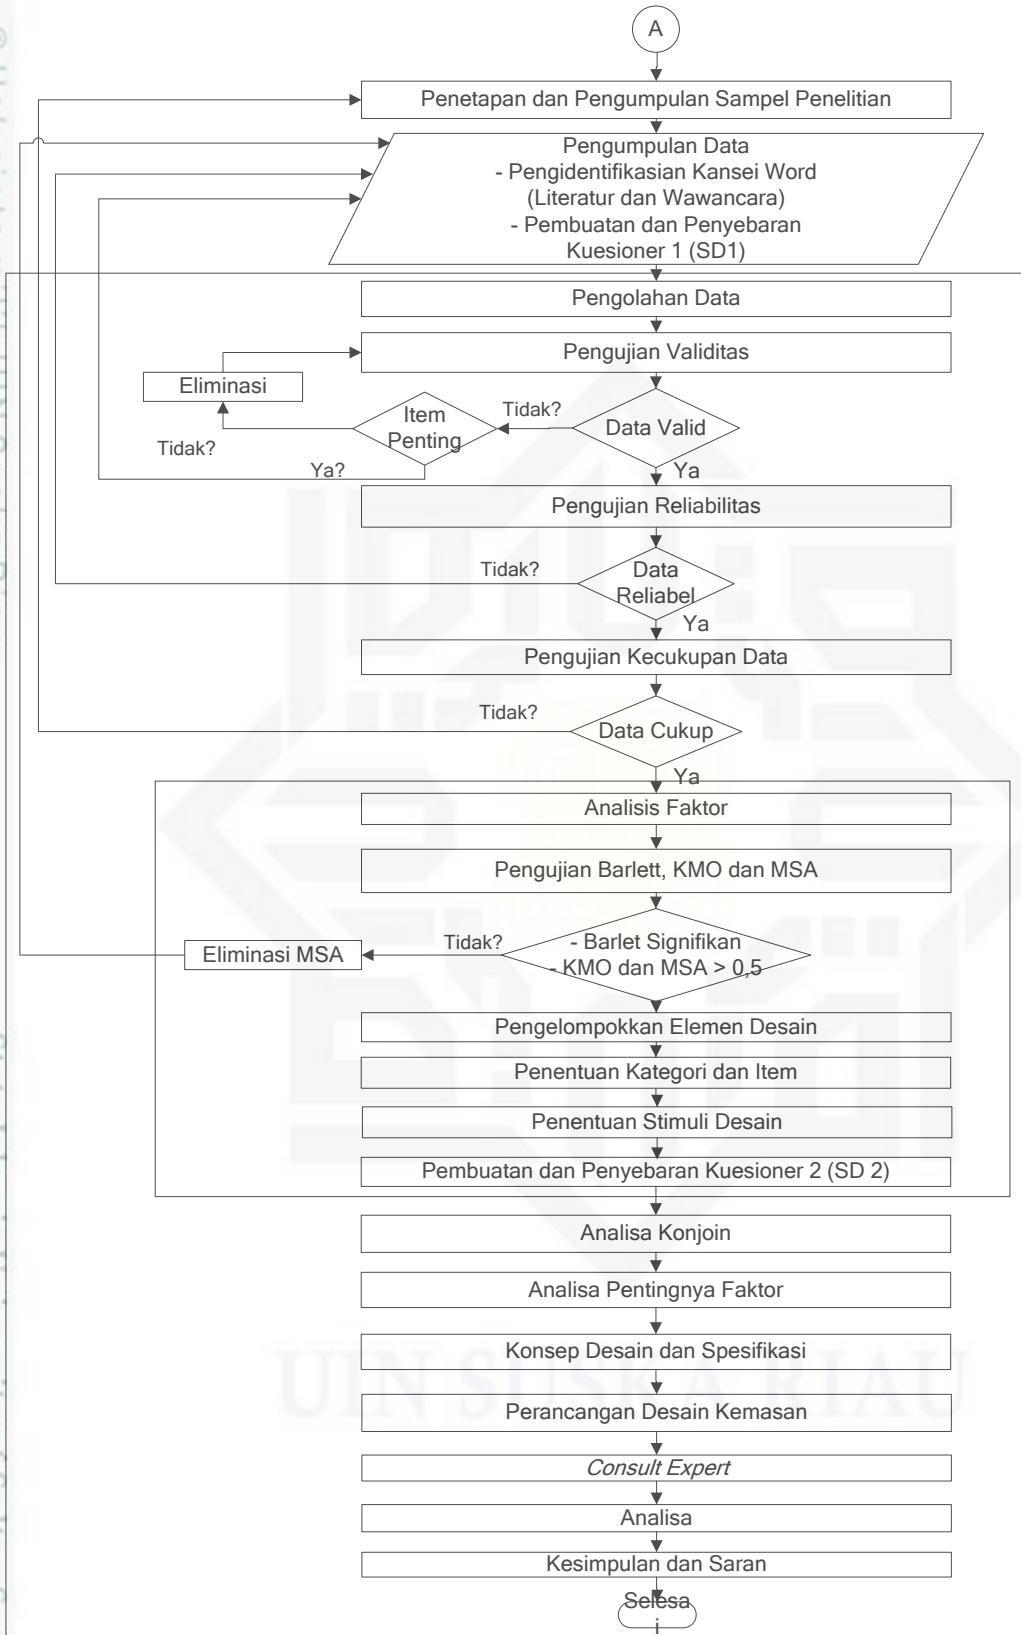 A
Penetapan dan Pengumpulan Sampel Penelitian
Pengumpulan Data
- Pengidentifikasian Kansei Word
(Literatur dan Wawancara)
- Pembuatan dan Penyebaran
Kuesioner 1 (SD1)
Pengolahan Data
Pengujian Validitas
Eliminasi
Item
Penting
Tidak?
Data Valid
Tidak?
Ya?
Ya
Pengujian Reliabilitas
Tidak?
Data
Reliabel
Ya
Pengujian Kecukupan Data
Tidak?
Data Cukup
Ya
Analisis Faktor
Pengujian Barlett, KMO dan MSA
Eliminasi MSA
Tidak?
- Barlet Signifikan
- KMO dan MSA > 0,5
Pengelompokkan Elemen Desain
Penentuan Kategori dan Item
Penentuan Stimuli Desain
Pembuatan dan Penyebaran Kuesioner 2 (SD 2)
Analisa Konjoin
Analisa Pentingnya Faktor
Konsep Desain dan Spesifikasi
UIN SUSKA RIAU
Perancangan Desain Kemasan
Consult Expert
Analisa
Kesimpulan dan Saran
Selesa
i